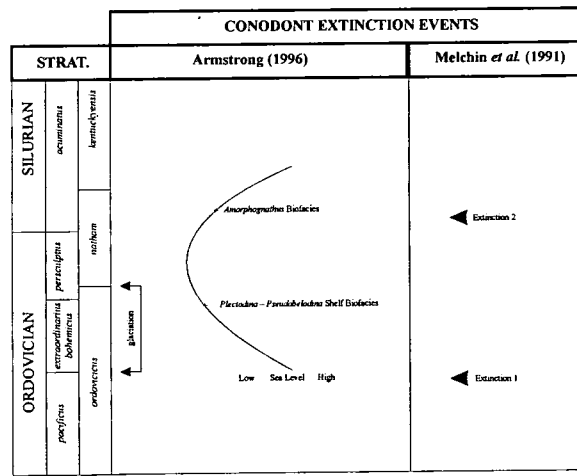 CONODONT EXTINCTION EVENTS
STRAT.
Armstrong (1996)
Melchin et al. (1991)
SILURIAN
ORDOVICIAN
acuminatus
persculptus
extraordinarius
bohemicus
pacificus
kentuckyensis
nathani
ordovicicus
glaciation
Amorphognathus Biofacies
Plectodina – Pseudobelodina Shelf Biofacies
Low Sea Level High
Extinction 2
Extinction 1